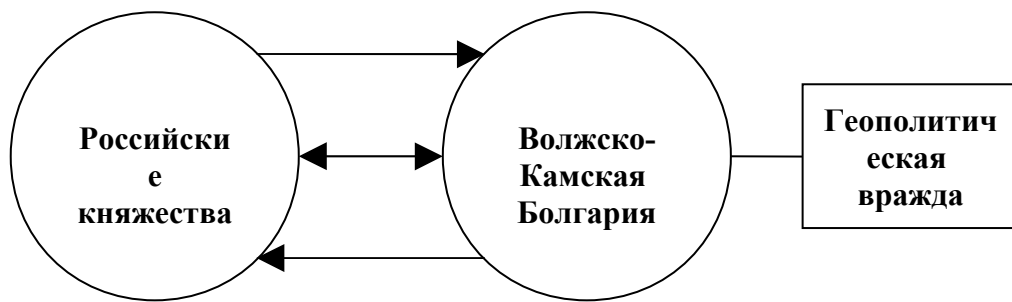 Российски
е
княжества
Волжско-
Камская
Болгария
Геополитич
еская
вражда